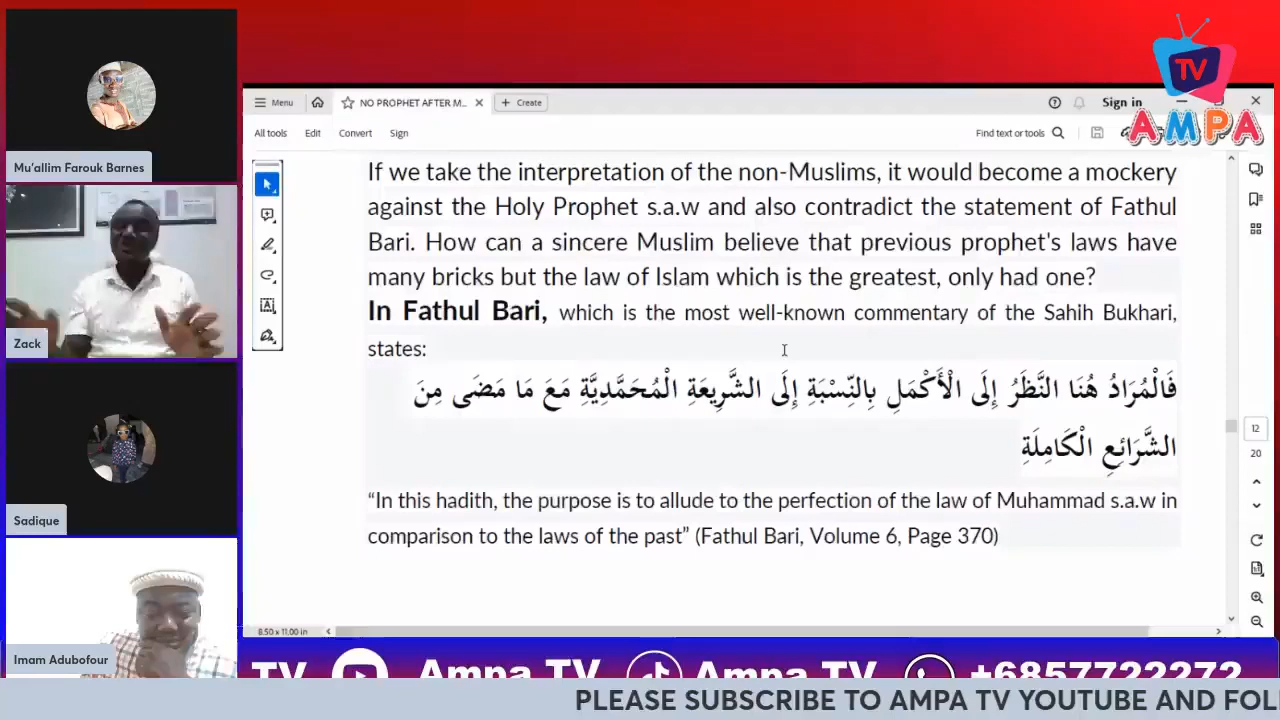 Mu'allim Farouk Barnes
Zack
Sadique
Imam Adubofour
TV
AMPA
Menu
NO PROPHET AFTER M...
Create
Sign in
All tools
Edit
Convert
Sign
Find text or tools
If we take the interpretation of the non-Muslims, it would become a mockery
against the Holy Prophet s.a.w and also contradict the statement of Fathul
Bari. How can a sincere Muslim believe that previous prophet's laws have
many bricks but the law of Islam which is the greatest, only had one?
In Fathul Bari, which is the most well-known commentary of the Sahih Bukhari,
states:
فَالْمُرَادُ هُنَا النَّظَرُ إِلَى الْأَكْمَلِ بِالنِّسْبَةِ إِلَى الشَّرِيعَةِ الْمُحَمَّدِيَّةِ مَعَ مَا مَضَى مِنَ
الشَّرَائِعِ الْكَامِلَةِ
“In this hadith, the purpose is to allude to the perfection of the law of Muhammad s.a.w in
comparison to the laws of the past” (Fathul Bari, Volume 6, Page 370)
12
20
8.50 x 11.00 in
TV Ampa TV Ampa TV +6857722272
PLEASE SUBSCRIBE TO AMPA TV YOUTUBE AND FOL